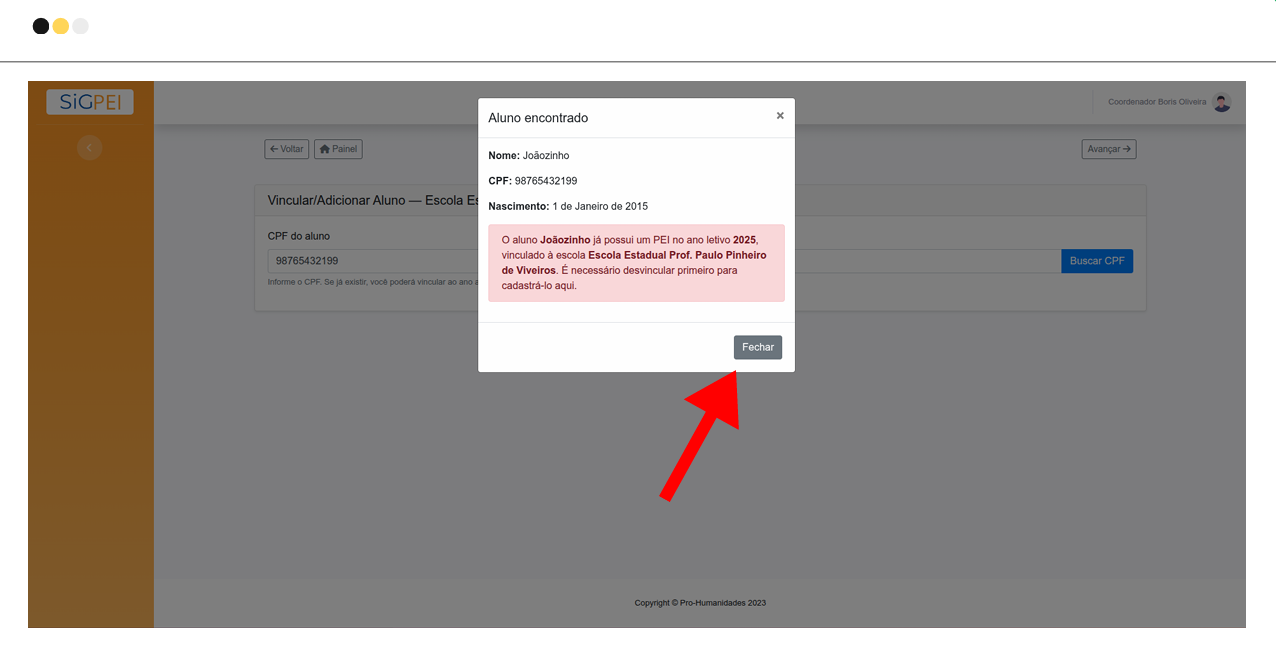 SiGPEI
Coordenador Boris Oliveira
Aluno encontrado
×
Nome: Joãozinho
CPF: 98765432199
Nascimento: 1 de Janeiro de 2015
O aluno Joãozinho já possui um PEI no ano letivo 2025,
vinculado à escola Escola Estadual Prof. Paulo Pinheiro
de Viveiros. É necessário desvincular primeiro para
cadastrá-lo aqui.
Fechar
← Voltar
Painel
Avançar →
Vincular/Adicionar Aluno — Escola Es
CPF do aluno
98765432199
Buscar CPF
Informe o CPF. Se já existir, você poderá vincular ao ano a
Copyright © Pro-Humanidades 2023